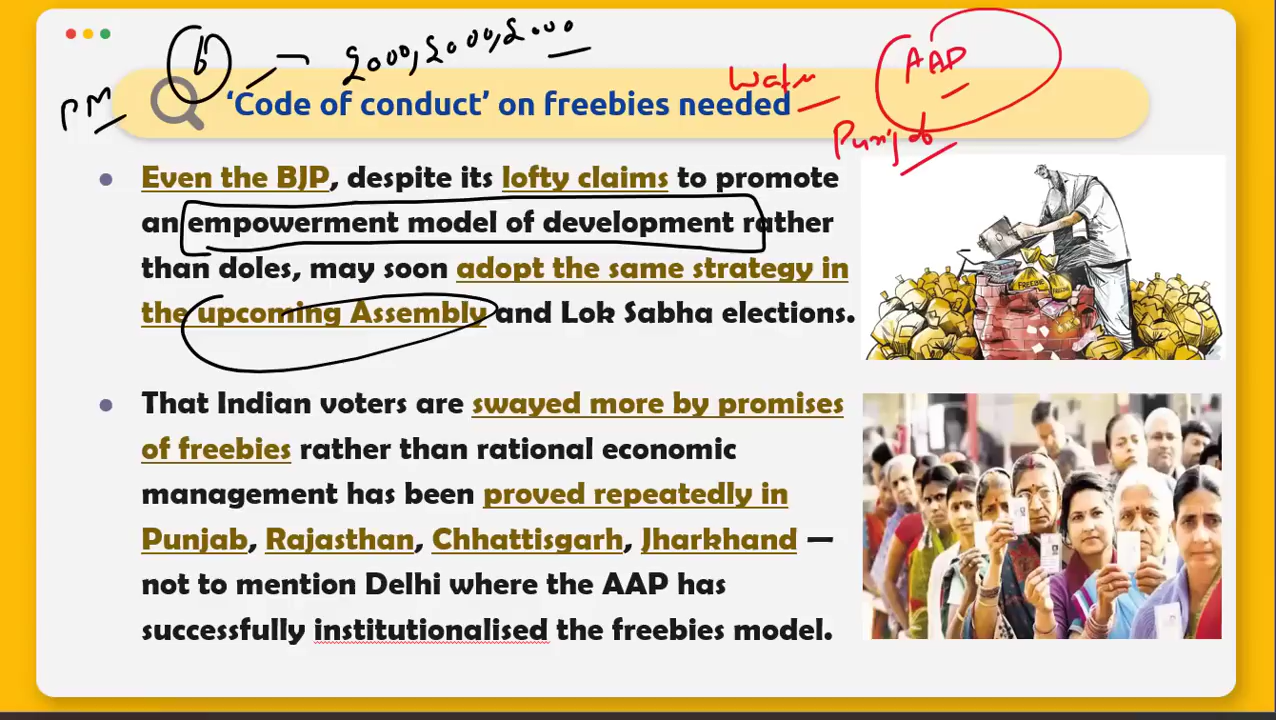 6 - 2000, 2000, 2000
AAP
Water
PM
'Code of conduct' on freebies needed
Punjab
Even the BJP, despite its lofty claims to promote
an empowerment model of development rather
than doles, may soon adopt the same strategy in
the upcoming Assembly and Lok Sabha elections.
FREEBIE
That Indian voters are swayed more by promises
of freebies rather than rational economic
management has been proved repeatedly in
Punjab, Rajasthan, Chhattisgarh, Jharkhand —
not to mention Delhi where the AAP has
successfully institutionalised the freebies model.